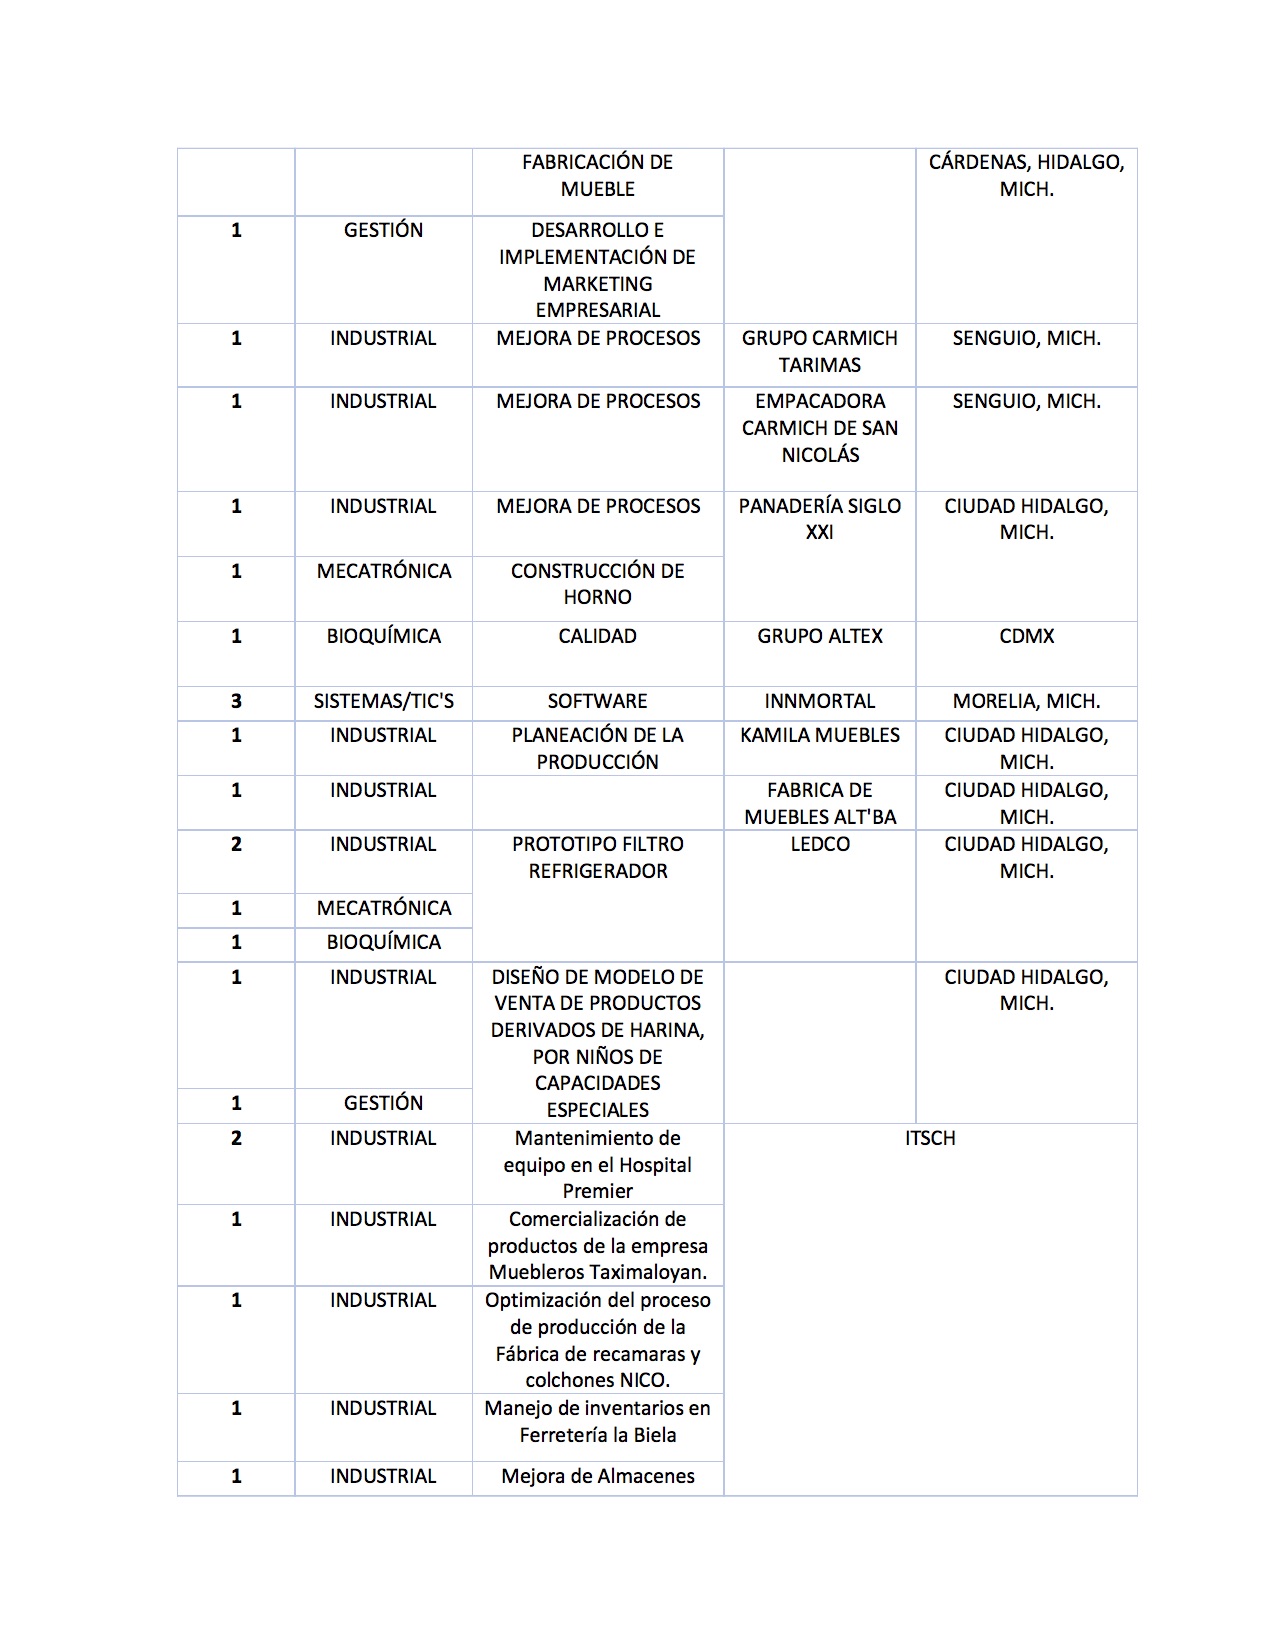 FABRICACIÓN DE
MUEBLE
CÁRDENAS, HIDALGO,
MICH.
1 GESTIÓN DESARROLLO E
IMPLEMENTACIÓN DE
MARKETING
EMPRESARIAL
1 INDUSTRIAL MEJORA DE PROCESOS GRUPO CARMICH
TARIMAS
SENGUIO, MICH.
1 INDUSTRIAL MEJORA DE PROCESOS EMPACADORA
CARMICH DE SAN
NICOLÁS
SENGUIO, MICH.
1 INDUSTRIAL MEJORA DE PROCESOS PANADERÍA SIGLO
XXI
CIUDAD HIDALGO,
MICH.
1 MECATRÓNICA CONSTRUCCIÓN DE
HORNO
1 BIOQUÍMICA CALIDAD GRUPO ALTEX CDMX
3 SISTEMAS/TIC'S SOFTWARE INNMORTAL MORELIA, MICH.
1 INDUSTRIAL PLANEACIÓN DE LA
PRODUCCIÓN
KAMILA MUEBLES CIUDAD HIDALGO,
MICH.
1 INDUSTRIAL FABRICA DE
MUEBLES ALT'BA
CIUDAD HIDALGO,
MICH.
2 INDUSTRIAL PROTOTIPO FILTRO
REFRIGERADOR
LEDCO CIUDAD HIDALGO,
MICH.
1 MECATRÓNICA
1 BIOQUÍMICA
1 INDUSTRIAL DISEÑO DE MODELO DE
VENTA DE PRODUCTOS
DERIVADOS DE HARINA,
POR NIÑOS DE
CAPACIDADES
ESPECIALES
CIUDAD HIDALGO,
MICH.
1 GESTIÓN
2 INDUSTRIAL Mantenimiento de
equipo en el Hospital
Premier
ITSCH
1 INDUSTRIAL Comercialización de
productos de la empresa
Muebleros Taximaloyan.
1 INDUSTRIAL Optimización del proceso
de producción de la
Fábrica de recamaras y
colchones NICO.
1 INDUSTRIAL Manejo de inventarios en
Ferretería la Biela
1 INDUSTRIAL Mejora de Almacenes